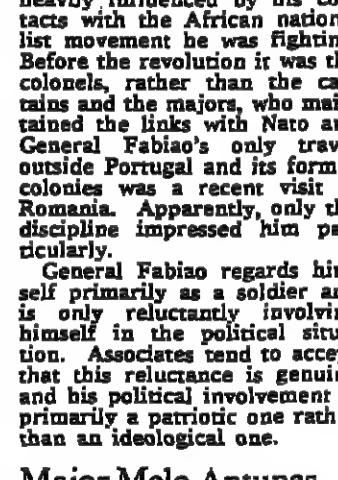 heavily influenced by his con
tacts with the African nation
list movement he was fightin
Before the revolution it was th
colonels, rather than the ca
tains and the majors, who mai
tained the links with Nato an
General Fabiao's only trav
outside Portugal and its form
colonies was a recent visit
Romania. Apparently, only th
discipline impressed him pa
ticularly.
General Fabiao regards him
self primarily as a soldier an
is only reluctantly involvin
himself in the political situ
tion. Associates tend to accep
that this reluctance is genuin
and his political involvement
primarily a patriotic one rath
than an ideological one.
Major Melo Antunes